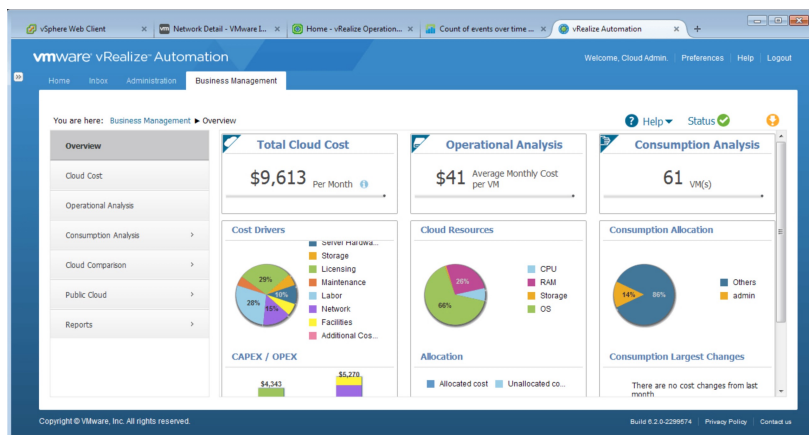 vSphere Web Client
Network Detail - VMware L...
Home - vRealize Operation...
Count of events over time ...
vRealize Automation
vmware vRealize™ Automation
Welcome, Cloud Admin. Preferences Help Logout
Home Inbox Administration Business Management
You are here: Business Management ▶ Overview
Help Status
Overview
Cloud Cost
Operational Analysis
Consumption Analysis
Cloud Comparison
Public Cloud
Reports
Total Cloud Cost
$9,613 Per Month
Operational Analysis
$41 Average Monthly Cost
per VM
Consumption Analysis
61 VM(s)
Cost Drivers
Server Hardwa...
Storage
Licensing
Maintenance
Labor
Network
Facilities
Additional Cos...
29%
10%
28%
15%
CAPEX / OPEX
$4,343
$5,270
Cloud Resources
CPU
RAM
Storage
OS
26%
66%
Allocation
Allocated cost Unallocated co...
Consumption Allocation
Others
admin
14% 86%
Consumption Largest Changes
There are no cost changes from last
month
Copyright © VMware, Inc. All rights reserved.
Build 6.2.0-2299574 Privacy Policy Contact us